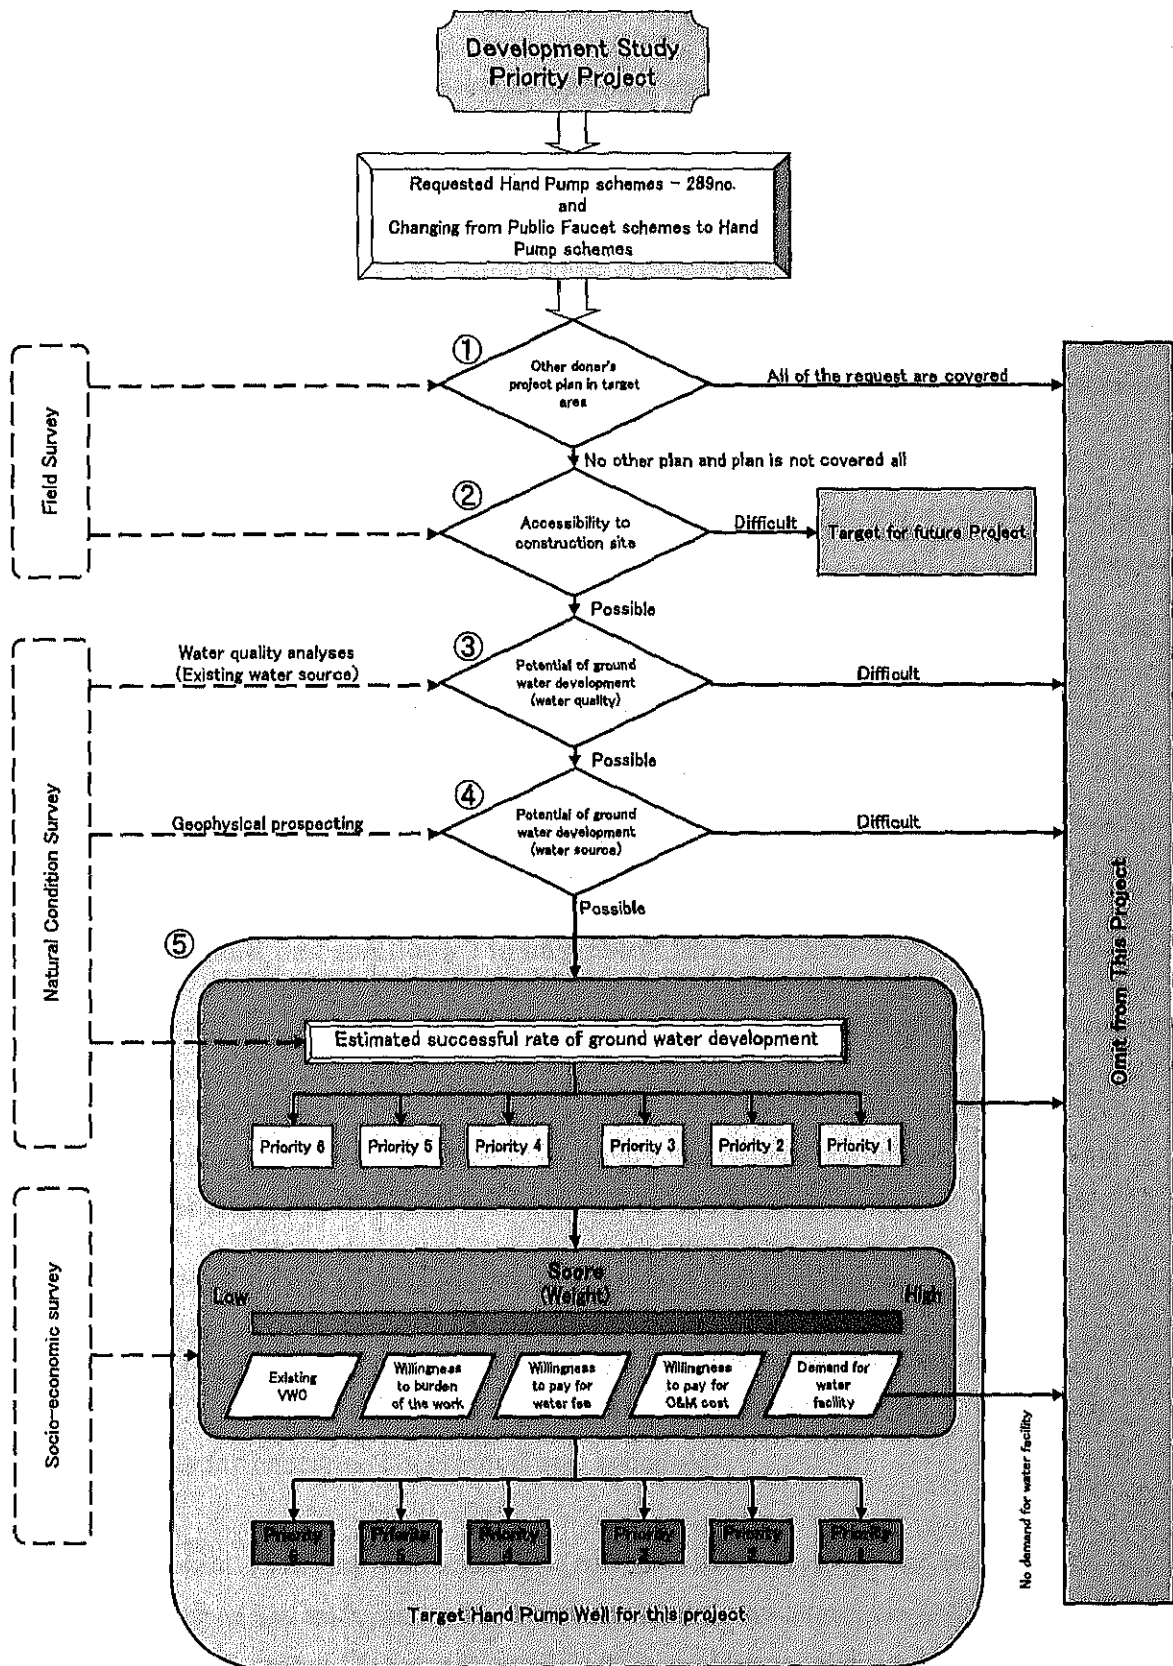 Development Study
Priority Project
Requested Hand Pump schemes - 289no.
and
Changing from Public Faucet schemes to Hand
Pump schemes
①
Other doner's
project plan in target
area
All of the request are covered
Field Survey
No other plan and plan is not covered all
②
Accessibility to
construction site
Difficult
Target for future Project
Possible
Water quality analyses
(Existing water source)
③
Potential of ground
water development
(water quality)
Difficult
Possible
④
Geophysical prospecting
Potential of ground
water development
(water source)
Difficult
Possible
Natural Condition Survey
Omit from This Project
⑤
Estimated successful rate of ground water development
Priority 6
Priority 5
Priority 4
Priority 3
Priority 2
Priority 1
Socio-economic survey
Score
(Weight)
Low
High
Existing
VWO
Willingness
to burden
of the work
Willingness
to pay for
water fee
Willingness
to pay for
O&M cost
Demand for
water
facility
No demand for water facility
Priority
Priority
Priority
Priority
Priority
Priority
Target Hand Pump Well for this project